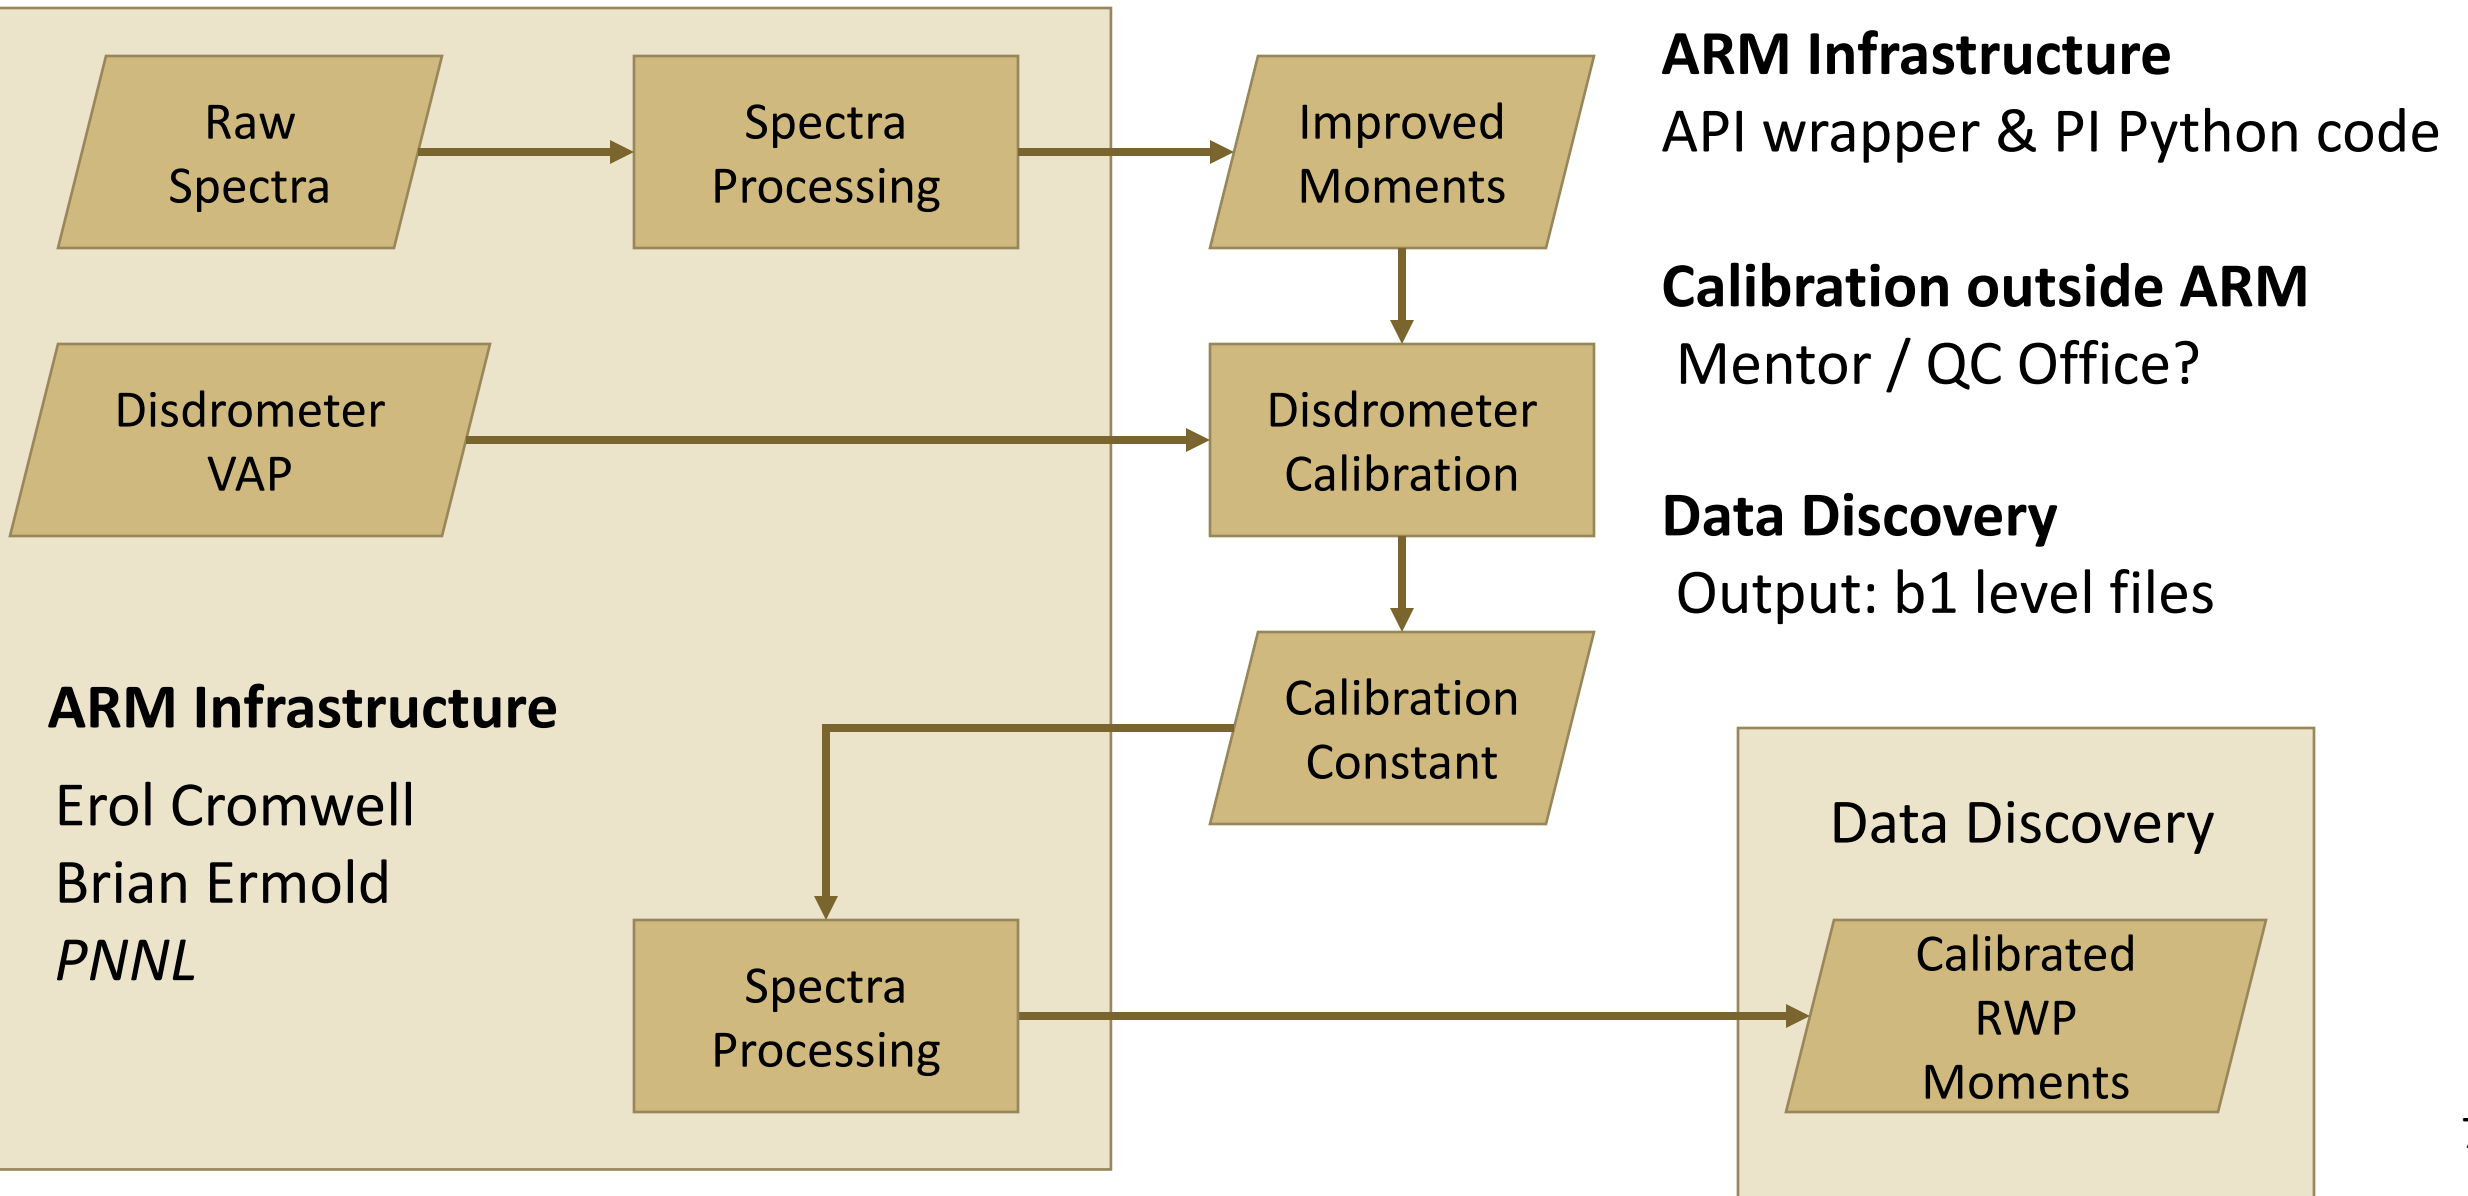 Raw
Spectra
Spectra
Processing
Improved
Moments
ARM Infrastructure
API wrapper & PI Python code
Calibration outside ARM
Mentor / QC Office?
Disdrometer
VAP
Disdrometer
Calibration
Data Discovery
Output: b1 level files
ARM Infrastructure
Erol Cromwell
Brian Ermold
PNNL
Calibration
Constant
Spectra
Processing
Data Discovery
Calibrated
RWP
Moments